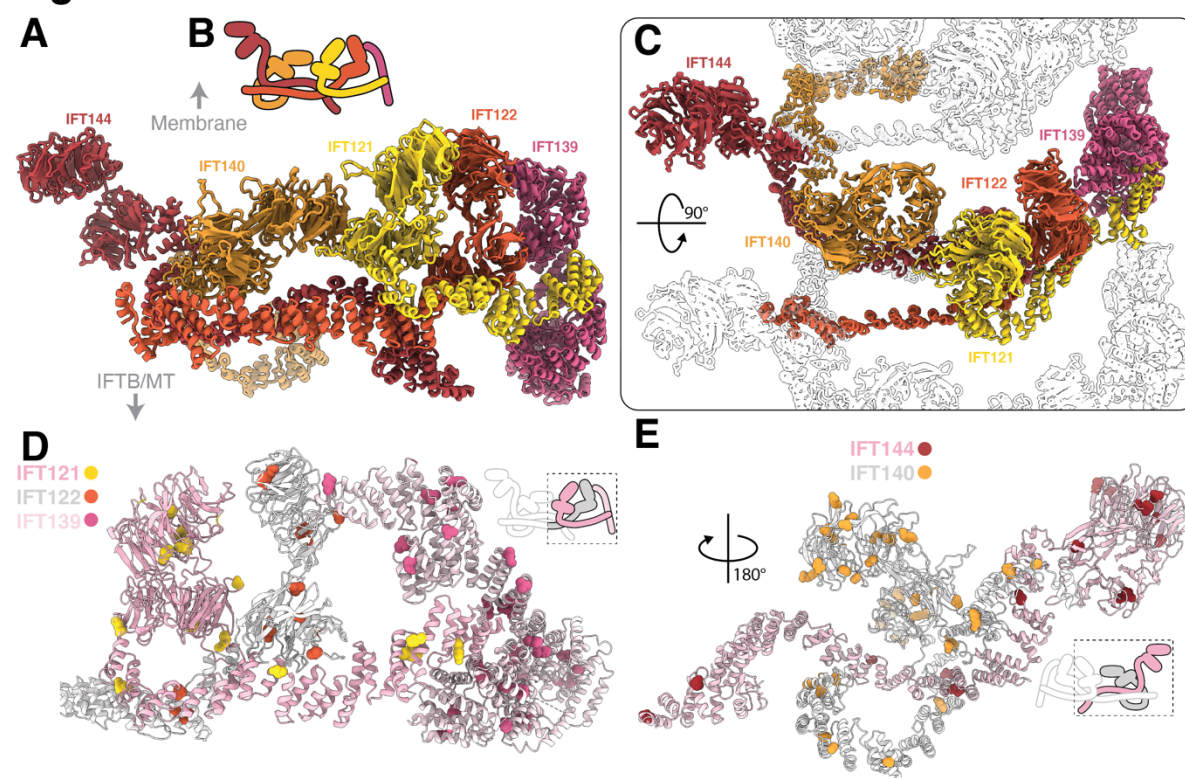 A
B
Membrane
IFT144
IFT140
IFT121
IFT122
IFT139
IFTB/MT
C
IFT144
IFT139
IFT122
90°
IFT140
IFT121
D
IFT121
IFT122
IFT139
E
IFT144
IFT140
180°